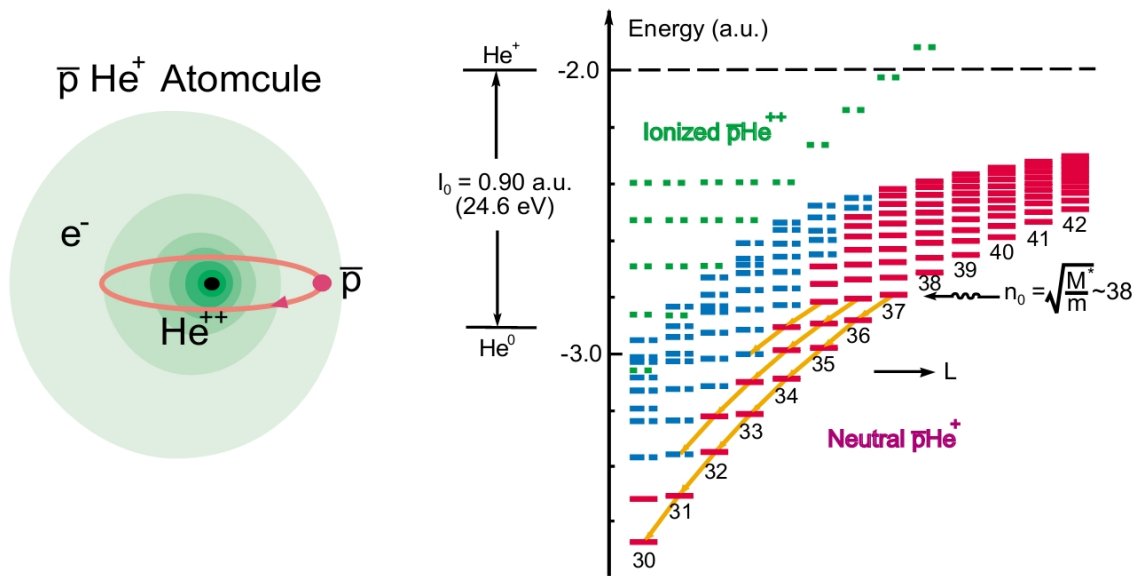 p̅ He⁺ Atomcule
e⁻
p̅
He⁺⁺
He⁺
I₀ = 0.90 a.u.
(24.6 eV)
He⁰
Energy (a.u.)
-2.0
Ionized p̅He⁺⁺
-3.0
42
41
40
39
38
37
36
35
34
33
32
31
30
n₀ = √(M*/m) ~38
L
Neutral p̅He⁺